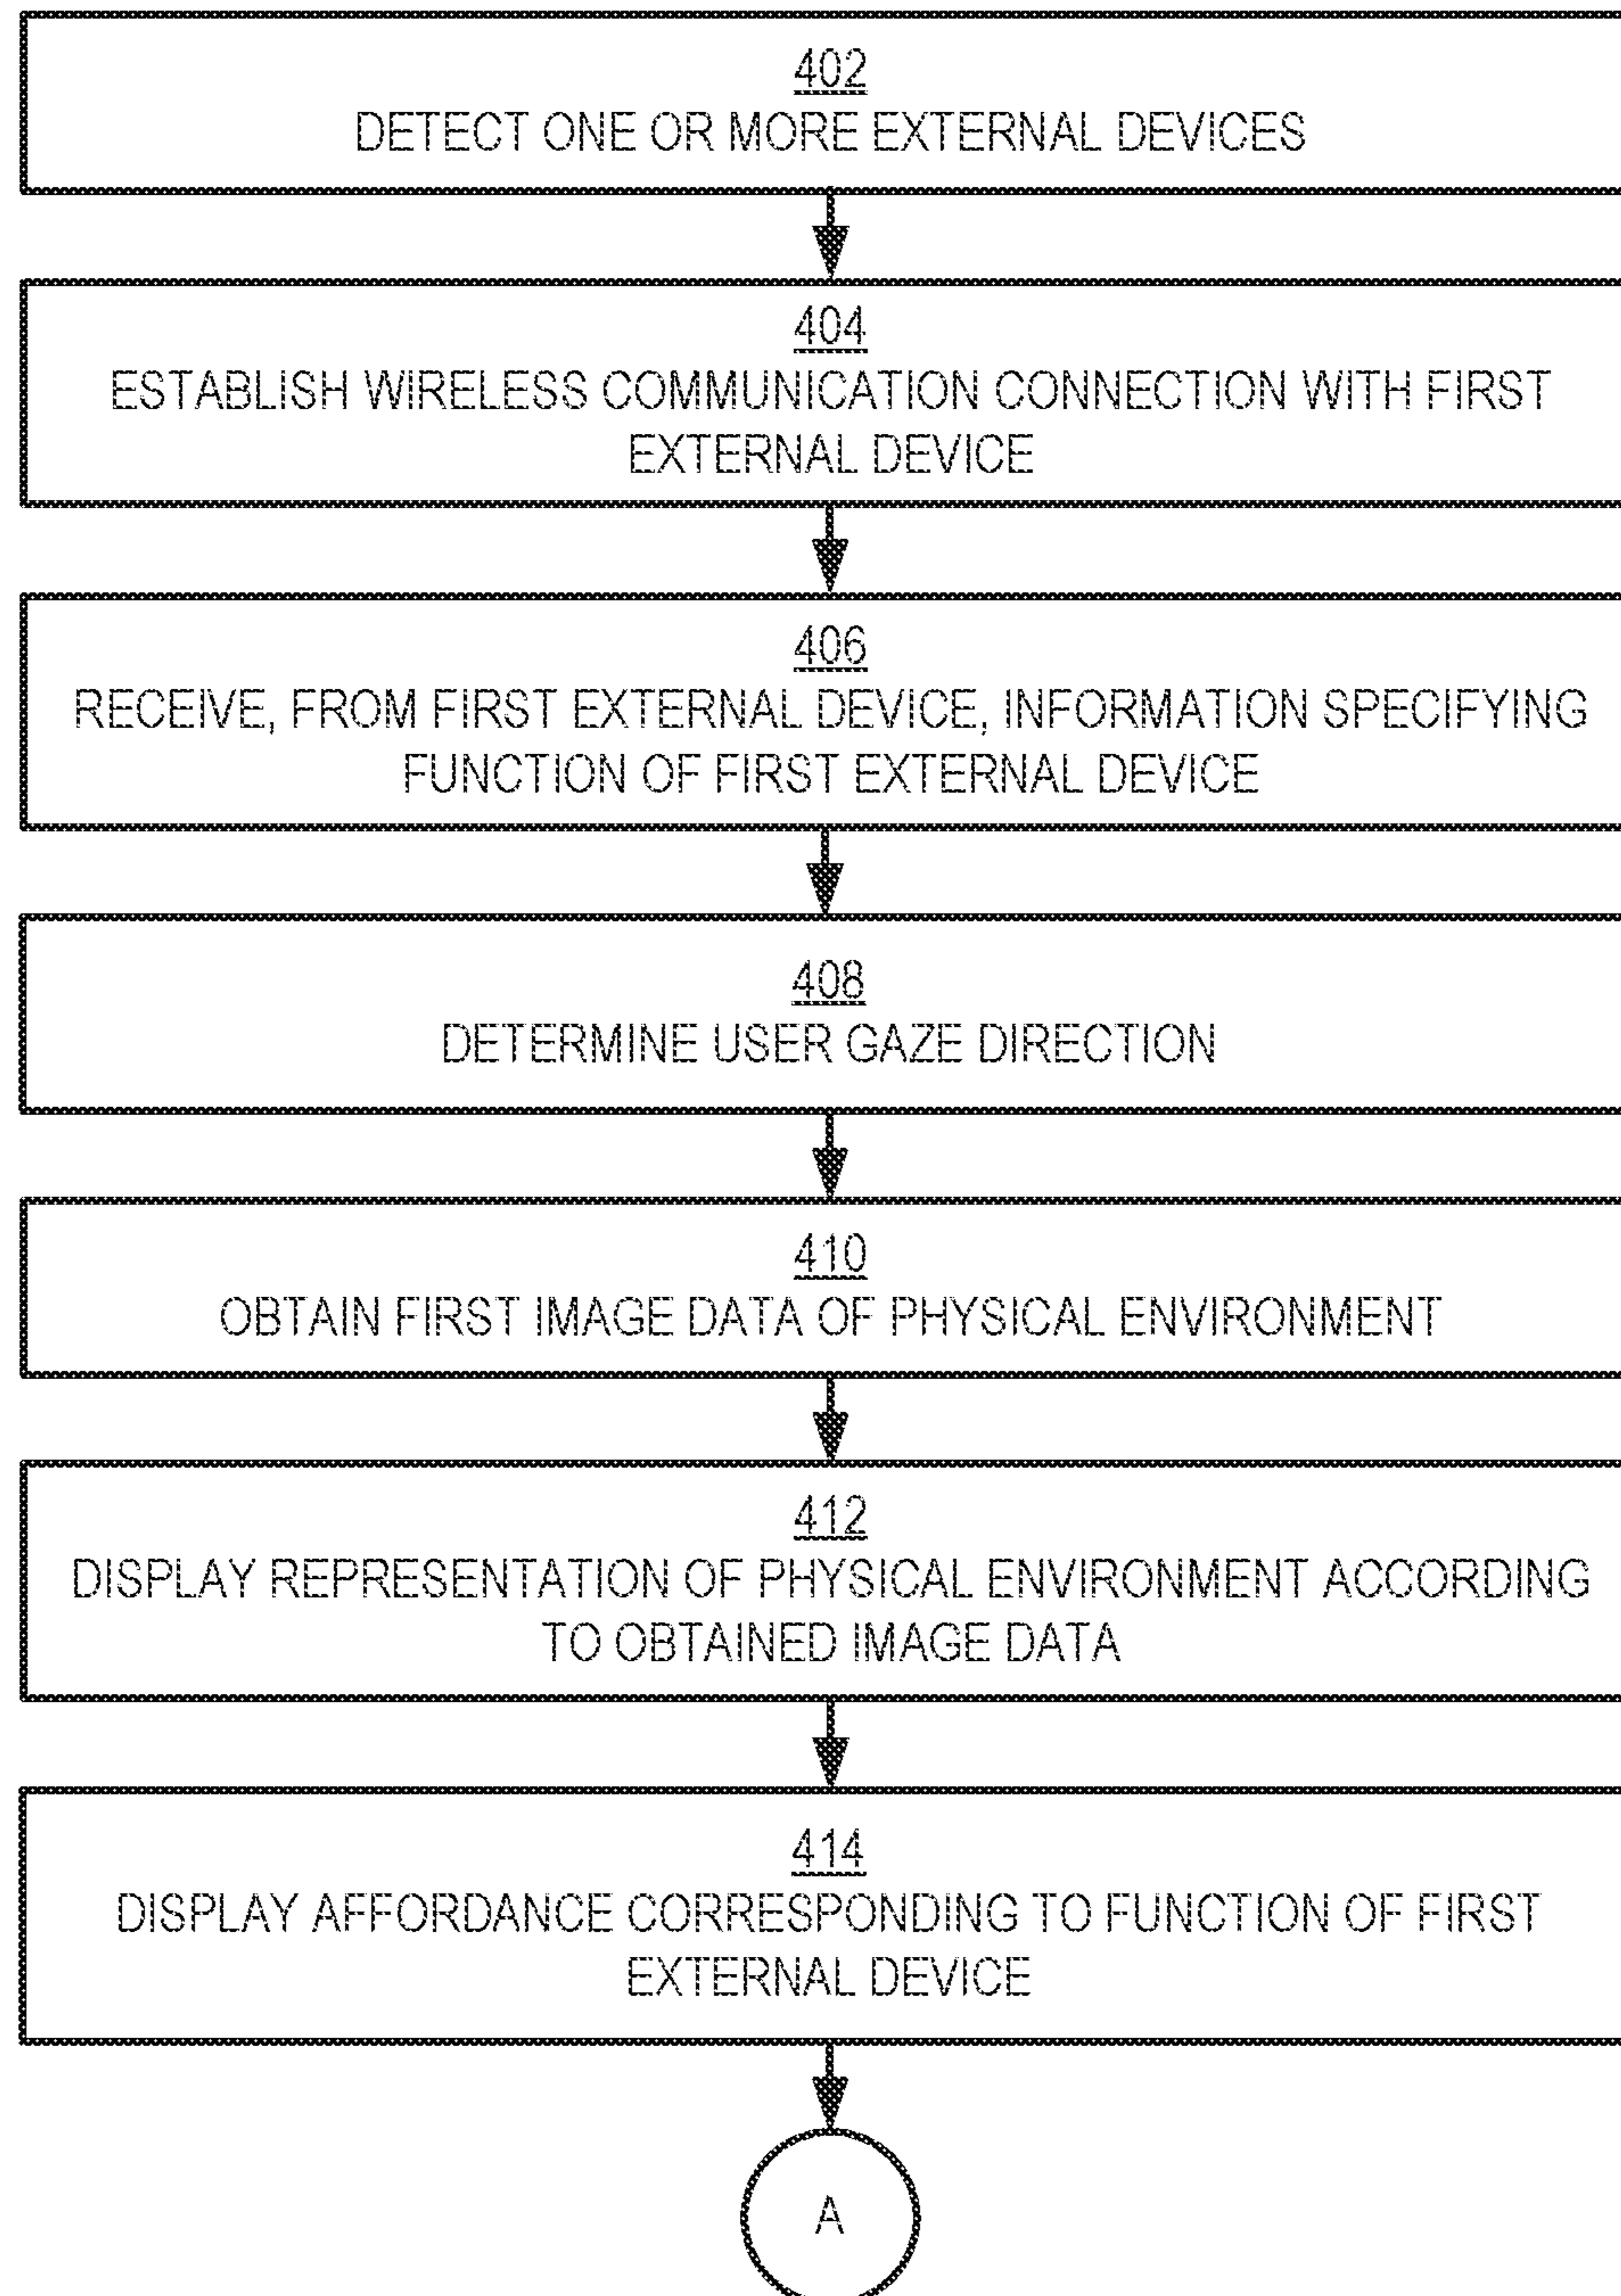 402
DETECT ONE OR MORE EXTERNAL DEVICES
404
ESTABLISH WIRELESS COMMUNICATION CONNECTION WITH FIRST
EXTERNAL DEVICE
406
RECEIVE, FROM FIRST EXTERNAL DEVICE, INFORMATION SPECIFYING
FUNCTION OF FIRST EXTERNAL DEVICE
408
DETERMINE USER GAZE DIRECTION
410
OBTAIN FIRST IMAGE DATA OF PHYSICAL ENVIRONMENT
412
DISPLAY REPRESENTATION OF PHYSICAL ENVIRONMENT ACCORDING
TO OBTAINED IMAGE DATA
414
DISPLAY AFFORDANCE CORRESPONDING TO FUNCTION OF FIRST
EXTERNAL DEVICE
A